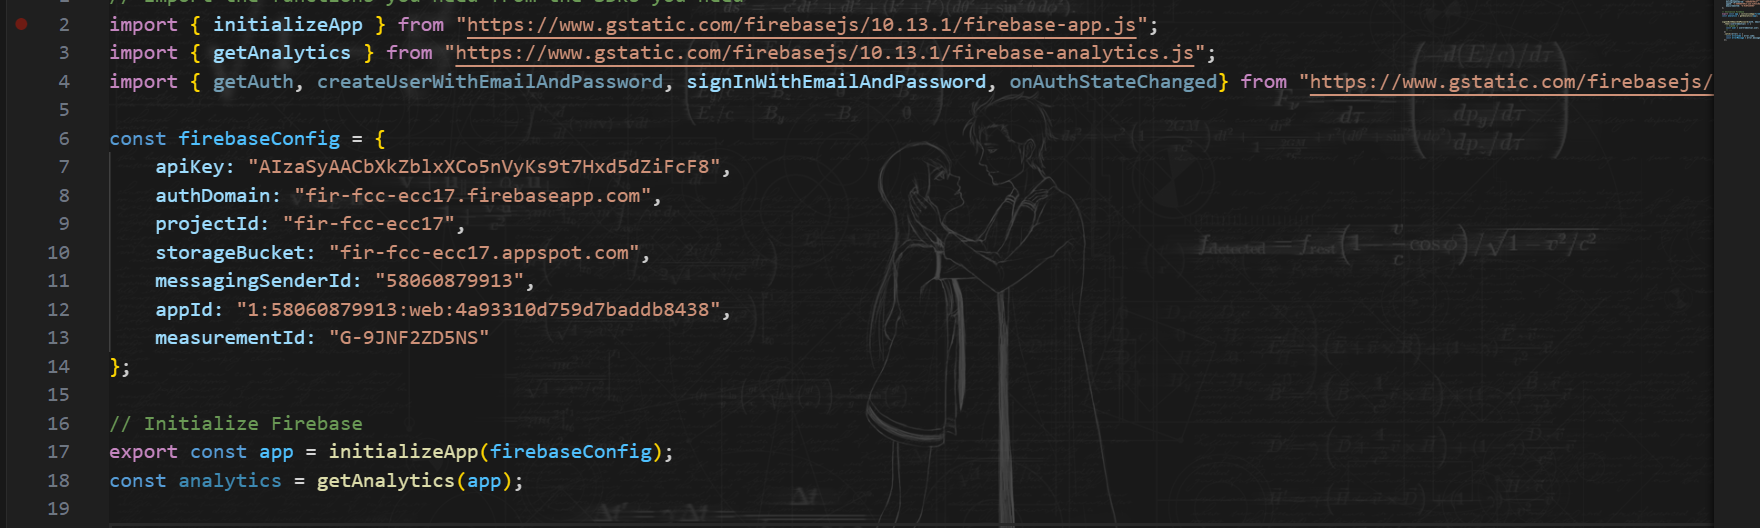 // Import the functions you need from the SDKs you need
2 import { initializeApp } from "https://www.gstatic.com/firebasejs/10.13.1/firebase-app.js";
3 import { getAnalytics } from "https://www.gstatic.com/firebasejs/10.13.1/firebase-analytics.js";
4 import { getAuth, createUserWithEmailAndPassword, signInWithEmailAndPassword, onAuthStateChanged} from "https://www.gstatic.com/firebasejs/
5
6 const firebaseConfig = {
7 apiKey: "AIzaSyAACbXkZblxXCo5nVyKs9t7Hxd5dZiFcF8",
8 authDomain: "fir-fcc-ecc17.firebaseapp.com",
9 projectId: "fir-fcc-ecc17",
10 storageBucket: "fir-fcc-ecc17.appspot.com",
11 messagingSenderId: "58060879913",
12 appId: "1:58060879913:web:4a93310d759d7baddb8438",
13 measurementId: "G-9JNF2ZD5NS"
14 };
15
16 // Initialize Firebase
17 export const app = initializeApp(firebaseConfig);
18 const analytics = getAnalytics(app);
19